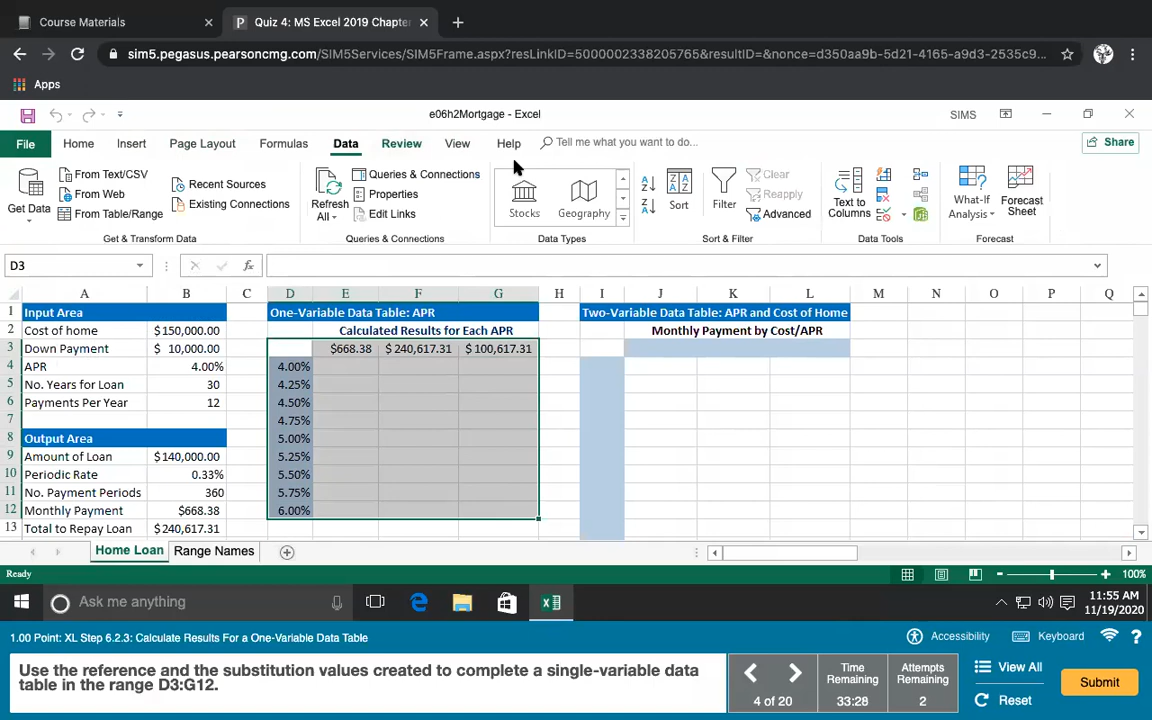 Course Materials
×
P Quiz 4: MS Excel 2019 Chapter
×
+
sim5.pegasus.pearsoncmg.com/SIM5Services/SIM5Frame.aspx?resLinkID=5000002338205765&resultID=&nonce=d350aa9b-5d21-4165-a9d3-2535c9...
Apps
e06h2Mortgage - Excel
SIMS
File Home Insert Page Layout Formulas Data Review View Help Tell me what you want to do... Share
Get Data
From Text/CSV
From Web
From Table/Range
Recent Sources
Existing Connections
Get & Transform Data
Refresh All
Queries & Connections
Properties
Edit Links
Queries & Connections
Stocks Geography
Data Types
Sort
Filter
Clear
Reapply
Advanced
Sort & Filter
Text to Columns
Data Tools
What-If Analysis
Forecast Sheet
Forecast
D3 fx
A B C D E F G H I J K L M N O P Q
1 Input Area One-Variable Data Table: APR Two-Variable Data Table: APR and Cost of Home
2 Cost of home $150,000.00 Calculated Results for Each APR Monthly Payment by Cost/APR
3 Down Payment $ 10,000.00 $668.38 $ 240,617.31 $ 100,617.31
4 APR 4.00% 4.00%
5 No. Years for Loan 30 4.25%
6 Payments Per Year 12 4.50%
7 4.75%
8 Output Area 5.00%
9 Amount of Loan $140,000.00 5.25%
10 Periodic Rate 0.33% 5.50%
11 No. Payment Periods 360 5.75%
12 Monthly Payment $668.38 6.00%
13 Total to Repay Loan $240,617.31
Home Loan Range Names
Ready
100%
Ask me anything
11:55 AM
11/19/2020
1.00 Point: XL Step 6.2.3: Calculate Results For a One-Variable Data Table
Accessibility Keyboard ?
Use the reference and the substitution values created to complete a single-variable data
table in the range D3:G12.
4 of 20
Time Remaining
33:28
Attempts Remaining
2
View All
Reset
Submit